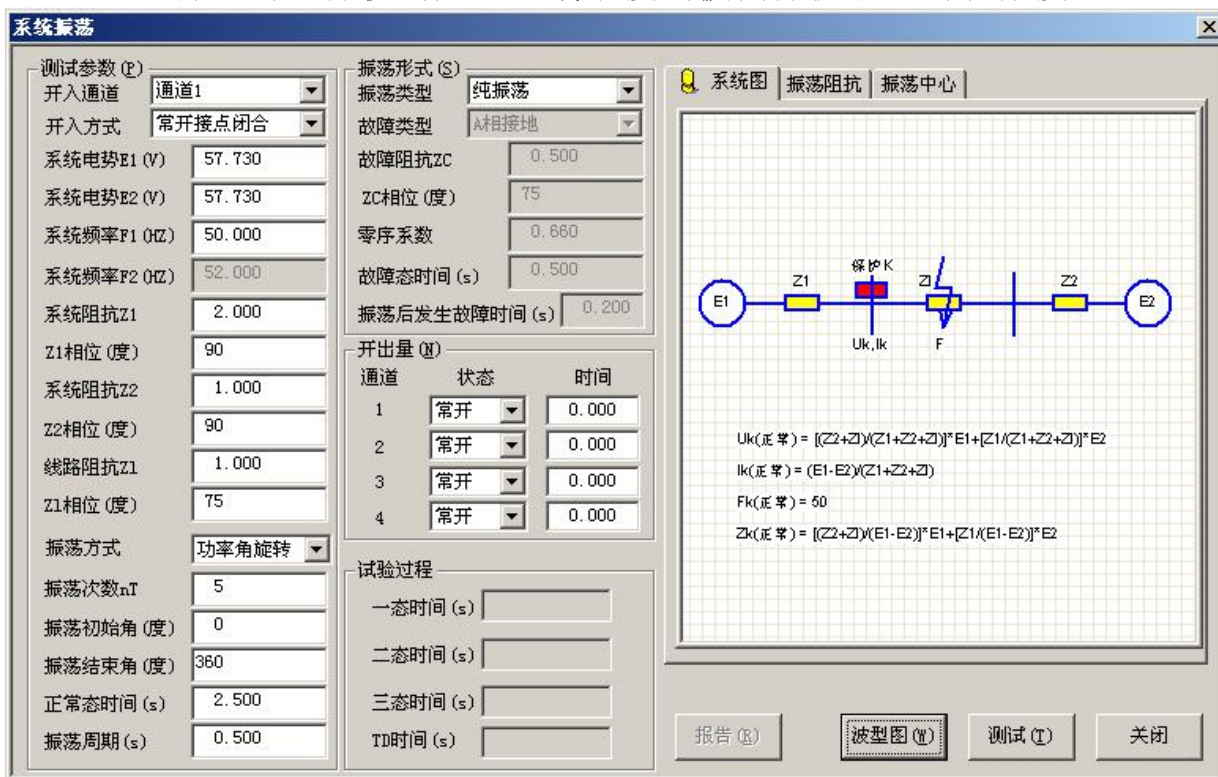 系统振荡
测试参数(P)
开入通道 通道1
开入方式 常开接点闭合
系统电势E1(V) 57.730
系统电势E2(V) 57.730
系统频率F1(HZ) 50.000
系统频率F2(HZ) 52.000
系统阻抗Z1 2.000
Z1相位(度) 90
系统阻抗Z2 1.000
Z2相位(度) 90
线路阻抗Zl 1.000
Zl相位(度) 75
振荡方式 功率角旋转
振荡次数nT 5
振荡初始角(度) 0
振荡结束角(度) 360
正常态时间(s) 2.500
振荡周期(s) 0.500
振荡形式(S)
振荡类型 纯振荡
故障类型 A相接地
故障阻抗ZC 0.500
ZC相位(度) 75
零序系数 0.660
故障态时间(s) 0.500
振荡后发生故障时间(s) 0.200
开出量(N)
通道 状态 时间
1 常开 0.000
2 常开 0.000
3 常开 0.000
4 常开 0.000
试验过程
一态时间(s)
二态时间(s)
三态时间(s)
TD时间(s)
系统图 振荡阻抗 振荡中心
保护K
E1 Z1 Zl Z2 E2
Uk,Ik F
Uk(正常) = [(Z2+Zl)/(Z1+Z2+Zl)]*E1+[Z1/(Z1+Z2+Zl)]*E2
Ik(正常) = (E1-E2)/(Z1+Z2+Zl)
Fk(正常) = 50
Zk(正常) = [(Z2+Zl)/(E1-E2)]*E1+[Z1/(E1-E2)]*E2
报告(R) 波型图(W) 测试(T) 关闭